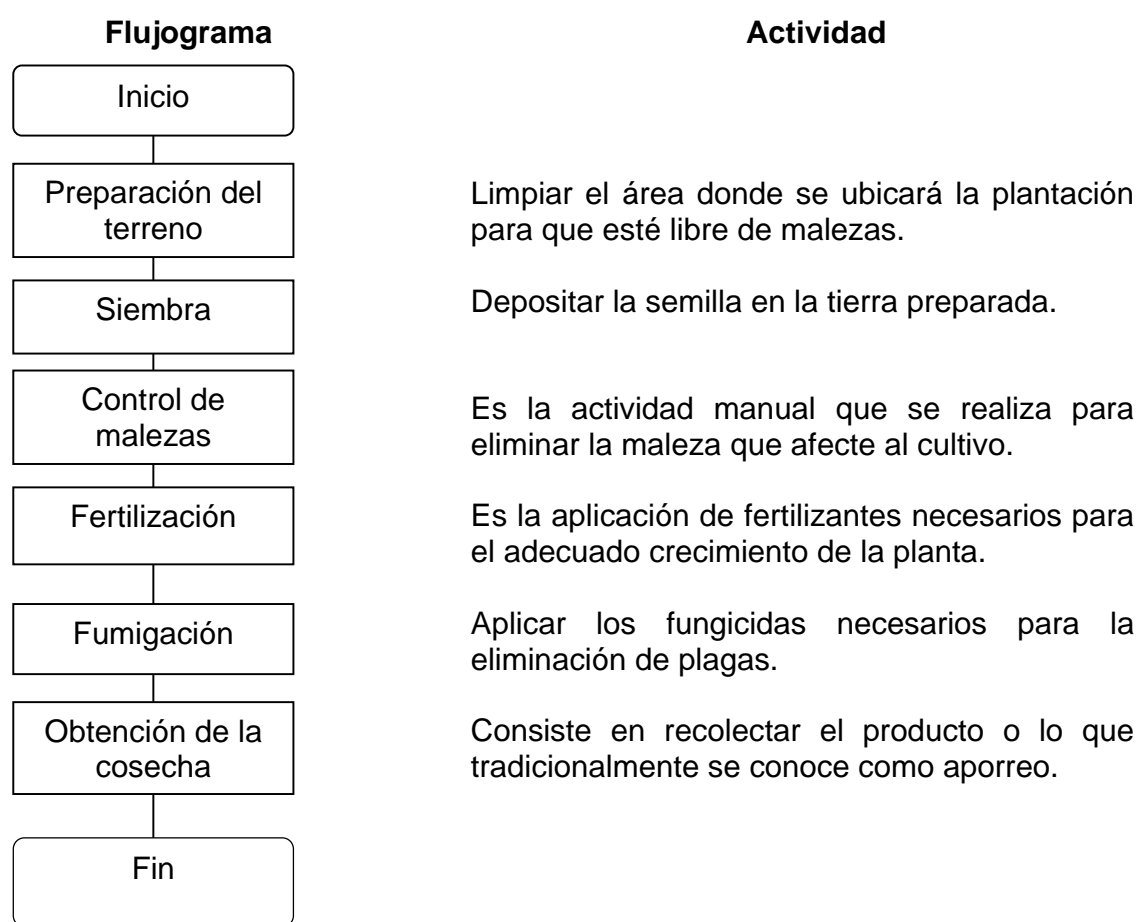 Flujograma Actividad
Inicio
Preparación del
terreno
Limpiar el área donde se ubicará la plantación
para que esté libre de malezas.
Siembra
Depositar la semilla en la tierra preparada.
Control de
malezas
Es la actividad manual que se realiza para
eliminar la maleza que afecte al cultivo.
Fertilización
Es la aplicación de fertilizantes necesarios para
el adecuado crecimiento de la planta.
Fumigación
Aplicar los fungicidas necesarios para la
eliminación de plagas.
Obtención de la
cosecha
Consiste en recolectar el producto o lo que
tradicionalmente se conoce como aporreo.
Fin